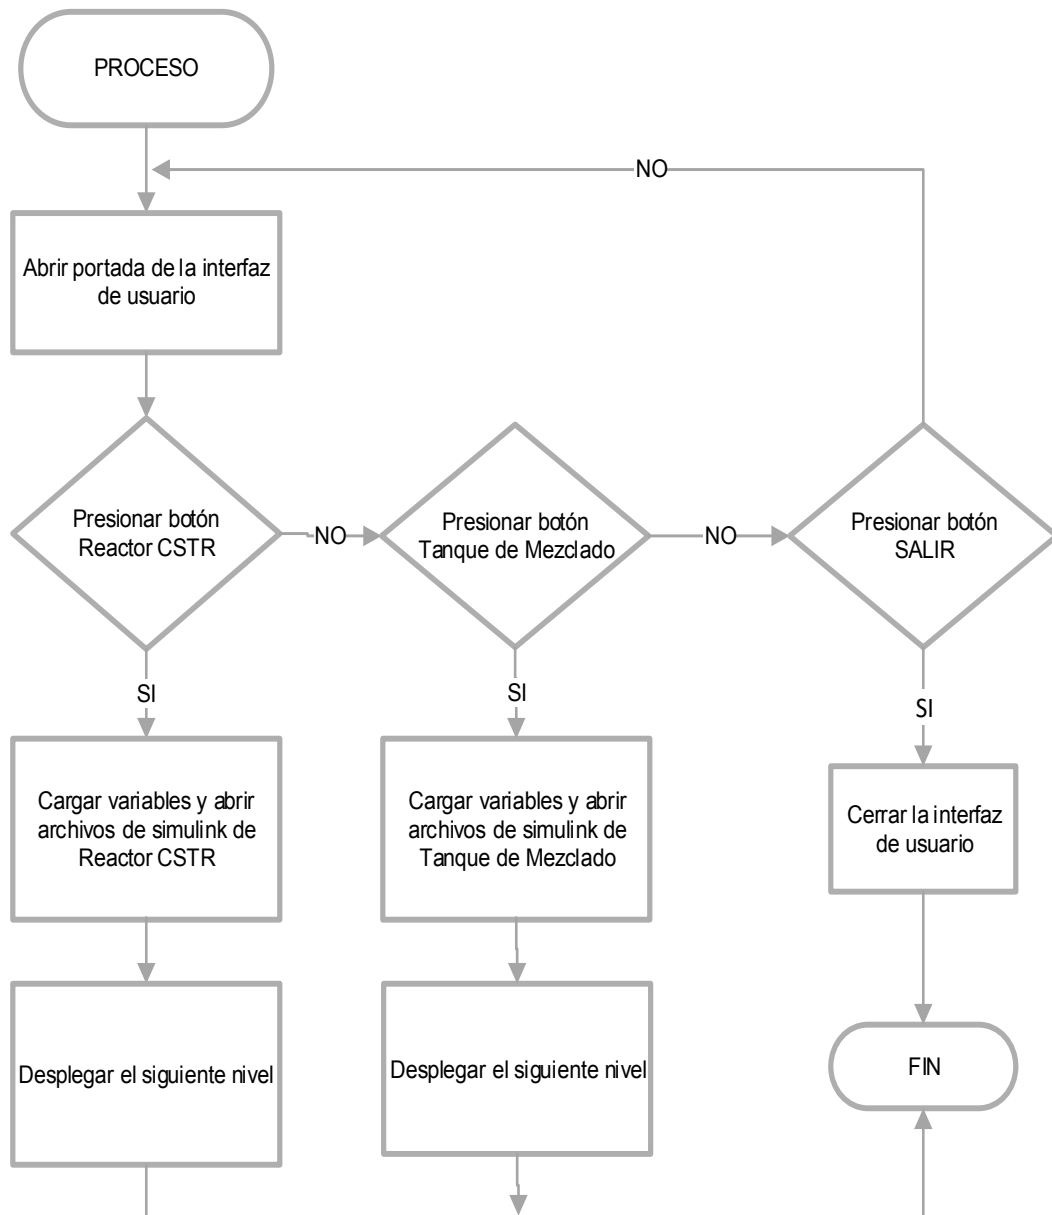 PROCESO
NO
Abrir portada de la interfaz
de usuario
Presionar botón
Reactor CSTR
NO
Presionar botón
Tanque de Mezclado
NO
Presionar botón
SALIR
SI
SI
SI
Cargar variables y abrir
archivos de simulink de
Reactor CSTR
Cargar variables y abrir
archivos de simulink de
Tanque de Mezclado
Cerrar la interfaz
de usuario
Desplegar el siguiente nivel
Desplegar el siguiente nivel
FIN